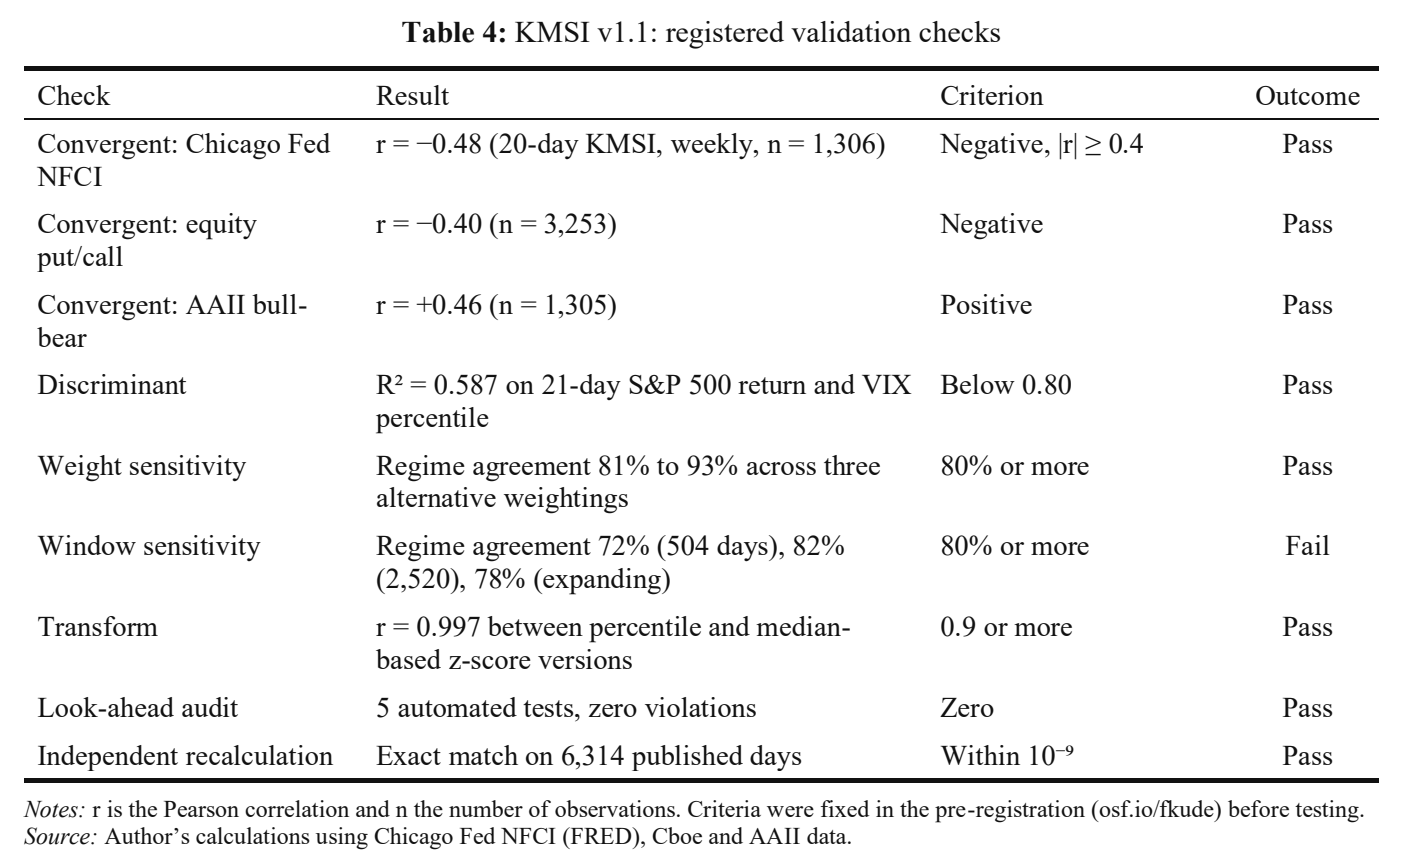 Table 4: KMSI v1.1: registered validation checks
Check Result Criterion Outcome
Convergent: Chicago Fed NFCI r = −0.48 (20-day KMSI, weekly, n = 1,306) Negative, |r| ≥ 0.4 Pass
Convergent: equity put/call r = −0.40 (n = 3,253) Negative Pass
Convergent: AAII bull-bear r = +0.46 (n = 1,305) Positive Pass
Discriminant R² = 0.587 on 21-day S&P 500 return and VIX percentile Below 0.80 Pass
Weight sensitivity Regime agreement 81% to 93% across three alternative weightings 80% or more Pass
Window sensitivity Regime agreement 72% (504 days), 82% (2,520), 78% (expanding) 80% or more Fail
Transform r = 0.997 between percentile and median-based z-score versions 0.9 or more Pass
Look-ahead audit 5 automated tests, zero violations Zero Pass
Independent recalculation Exact match on 6,314 published days Within 10⁻⁹ Pass
Notes: r is the Pearson correlation and n the number of observations. Criteria were fixed in the pre-registration (osf.io/fkude) before testing.
Source: Author’s calculations using Chicago Fed NFCI (FRED), Cboe and AAII data.